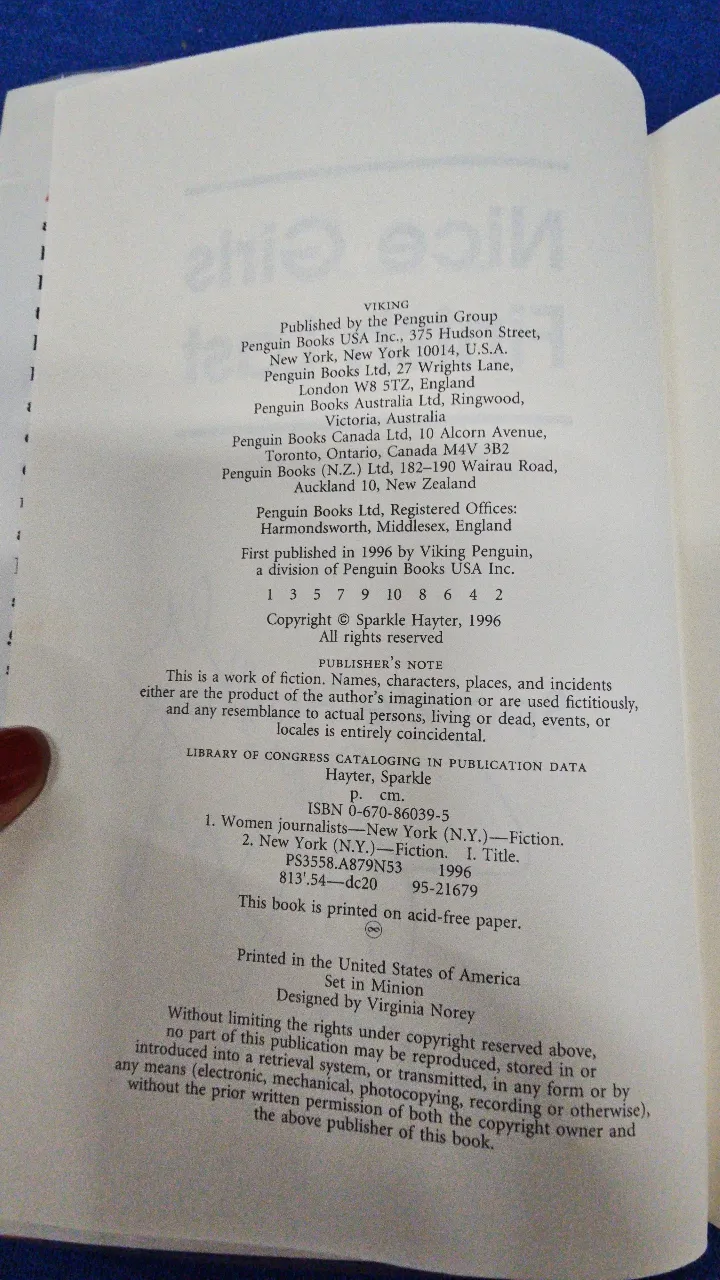 Nice Girls
VIKING
Published by the Penguin Group
Penguin Books USA Inc., 375 Hudson Street,
New York, New York 10014, U.S.A.
Penguin Books Ltd, 27 Wrights Lane,
London W8 5TZ, England
Penguin Books Australia Ltd, Ringwood,
Victoria, Australia
Penguin Books Canada Ltd, 10 Alcorn Avenue,
Toronto, Ontario, Canada M4V 3B2
Penguin Books (N.Z.) Ltd, 182–190 Wairau Road,
Auckland 10, New Zealand
Penguin Books Ltd, Registered Offices:
Harmondsworth, Middlesex, England
First published in 1996 by Viking Penguin,
a division of Penguin Books USA Inc.
1 3 5 7 9 10 8 6 4 2
Copyright © Sparkle Hayter, 1996
All rights reserved
PUBLISHER'S NOTE
This is a work of fiction. Names, characters, places, and incidents
either are the product of the author's imagination or are used fictitiously,
and any resemblance to actual persons, living or dead, events, or
locales is entirely coincidental.
LIBRARY OF CONGRESS CATALOGING IN PUBLICATION DATA
Hayter, Sparkle
p. cm.
ISBN 0-670-86039-5
1. Women journalists—New York (N.Y.)—Fiction.
2. New York (N.Y.)—Fiction. I. Title.
PS3558.A879N53 1996
813'.54—dc20 95-21679
This book is printed on acid-free paper.
Printed in the United States of America
Set in Minion
Designed by Virginia Norey
Without limiting the rights under copyright reserved above,
no part of this publication may be reproduced, stored in or
introduced into a retrieval system, or transmitted, in any form or by
any means (electronic, mechanical, photocopying, recording or otherwise),
without the prior written permission of both the copyright owner and
the above publisher of this book.